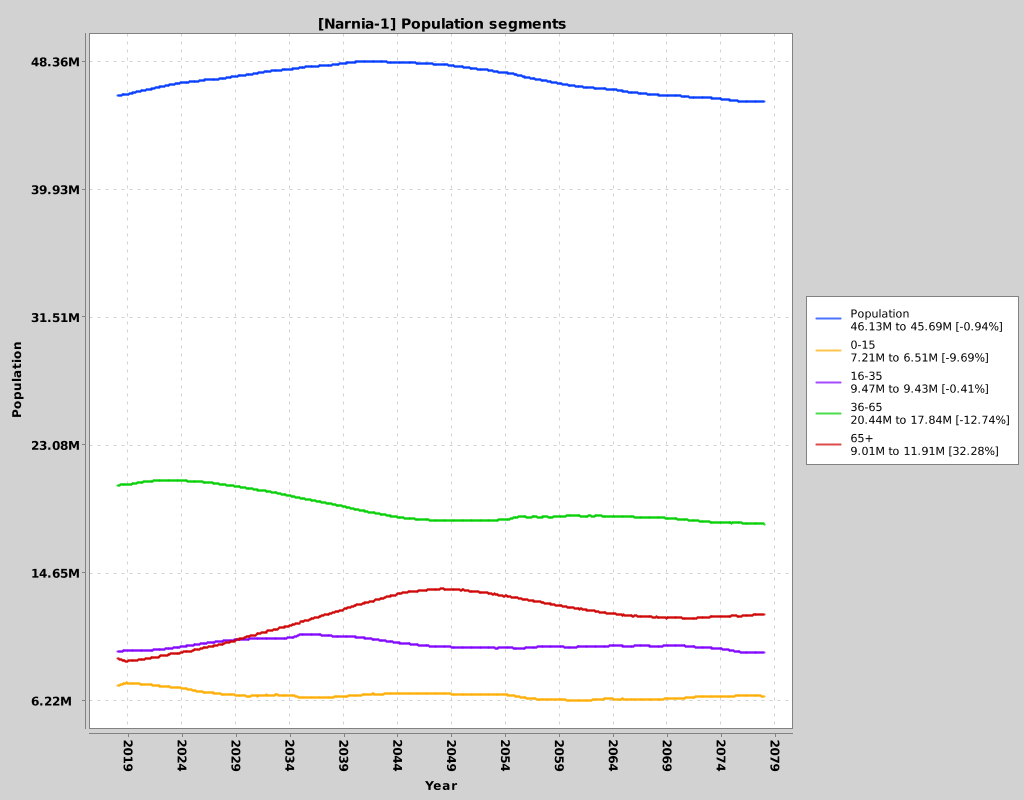 [Narnia-1] Population segments
48.36M
39.93M
31.51M
23.08M
14.65M
6.22M
Population
2019
2024
2029
2034
2039
2044
2049
2054
2059
2064
2069
2074
2079
Year
Population
46.13M to 45.69M [-0.94%]
0-15
7.21M to 6.51M [-9.69%]
16-35
9.47M to 9.43M [-0.41%]
36-65
20.44M to 17.84M [-12.74%]
65+
9.01M to 11.91M [32.28%]